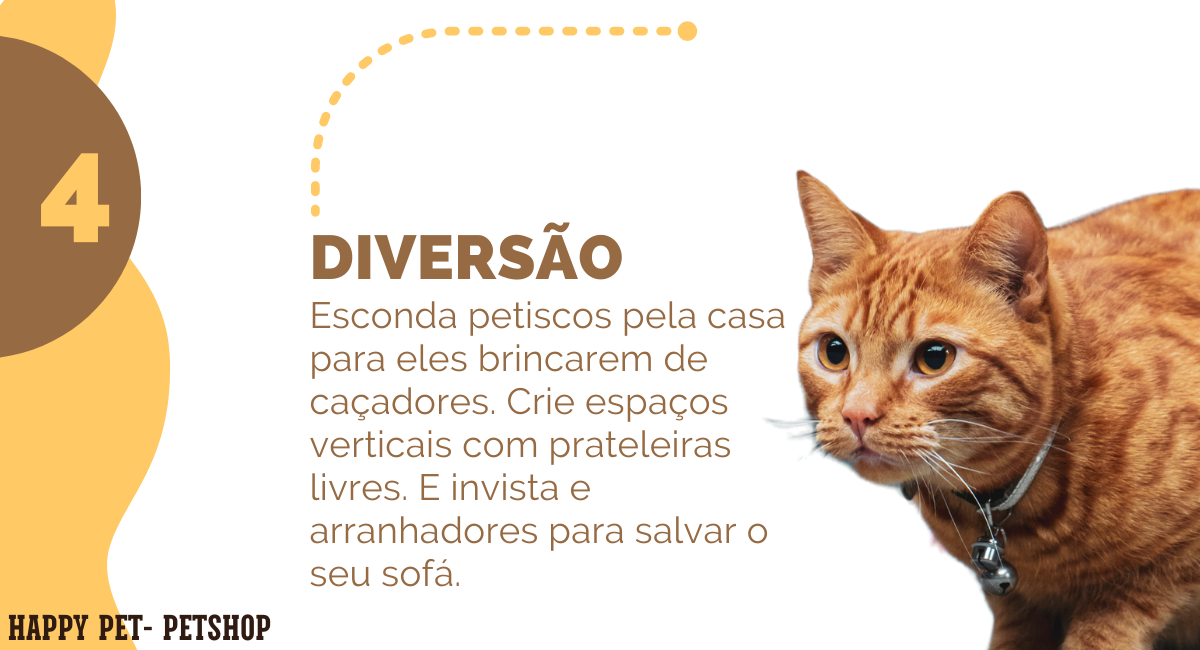 4
DIVERSÃO
Esconda petiscos pela casa
para eles brincarem de
caçadores. Crie espaços
verticais com prateleiras
livres. E invista e
arranhadores para salvar o
seu sofá.
HAPPY PET- PETSHOP